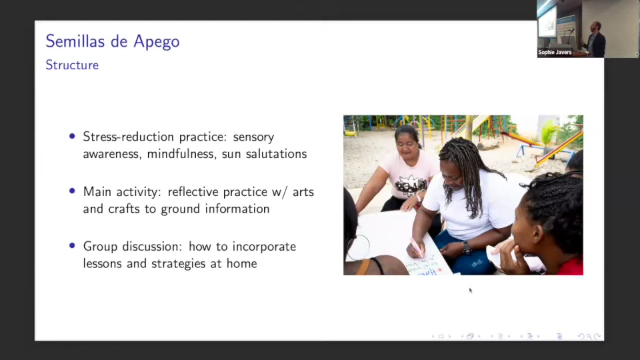 Semillas de Apego
Structure
Stress-reduction practice: sensory
awareness, mindfulness, sun salutations
Main activity: reflective practice w/ arts
and crafts to ground information
Group discussion: how to incorporate
lessons and strategies at home
Sophie Javers